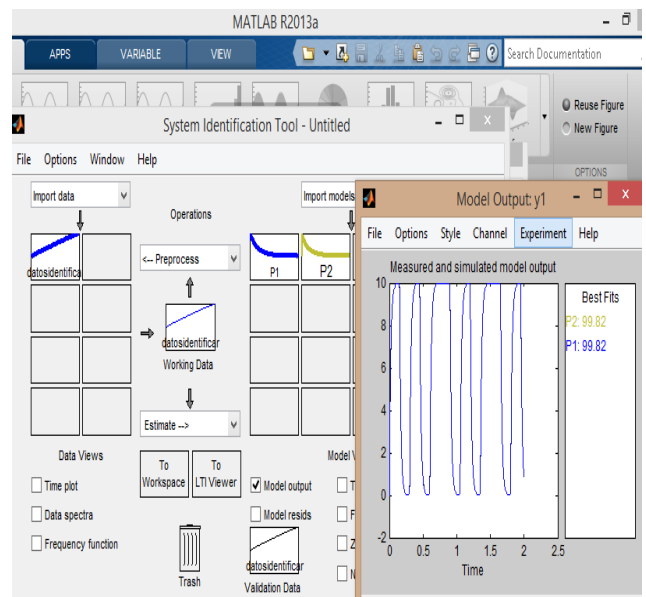 MATLAB R2013a
APPS VARIABLE VIEW
Search Documentation
Reuse Figure
New Figure
OPTIONS
System Identification Tool - Untitled
File Options Window Help
Import data
Operations
Import models
datosidentifica
<-- Preprocess
P1
P2
datosidentificar
Working Data
Estimate -->
Data Views
To Workspace
To LTI Viewer
Model
Time plot
Model output
T
Data spectra
Model resids
F
Frequency function
Z
N
Trash
datosidentificar
Validation Data
Model Output: y1
File Options Style Channel Experiment Help
Measured and simulated model output
10
8
6
4
2
0
-2
0 0.5 1 1.5 2 2.5
Time
Best Fits
P2: 99.82
P1: 99.82